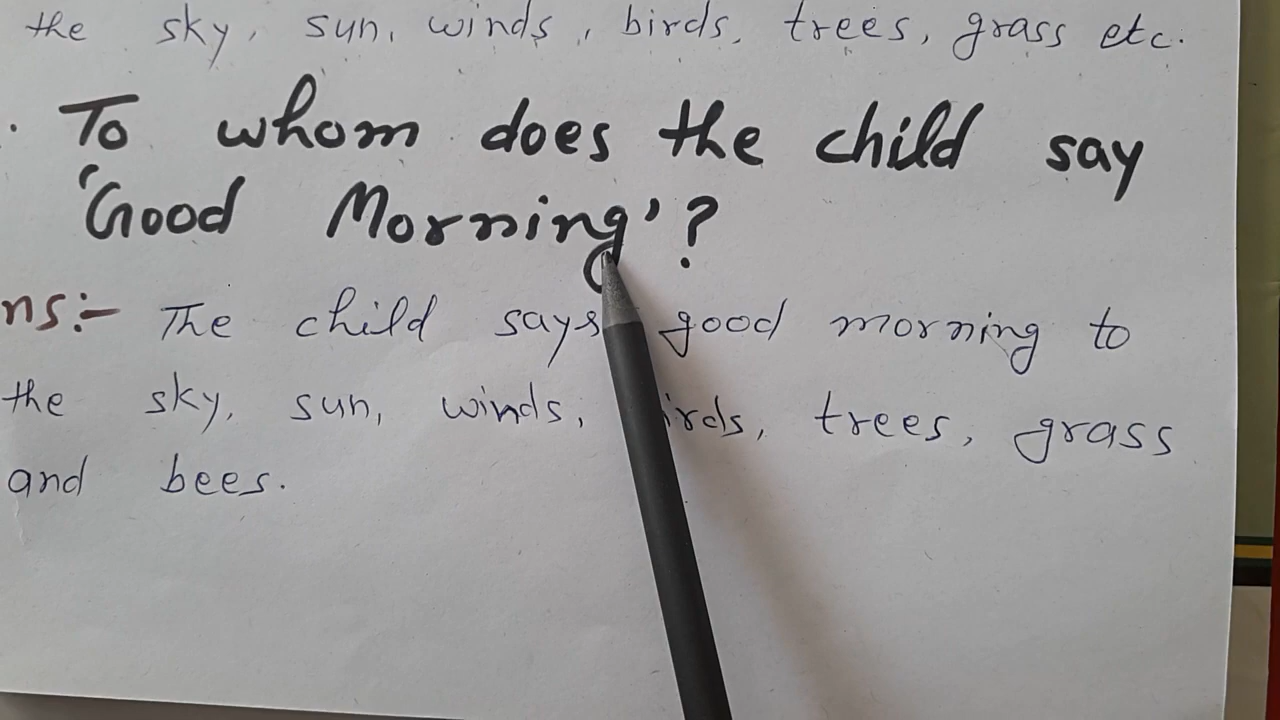 the sky, sun, winds, birds, trees, grass etc.
. To whom does the child say
'Good Morning'?
ns:- The child says good morning to
the sky, sun, winds, irds, trees, grass
and bees.